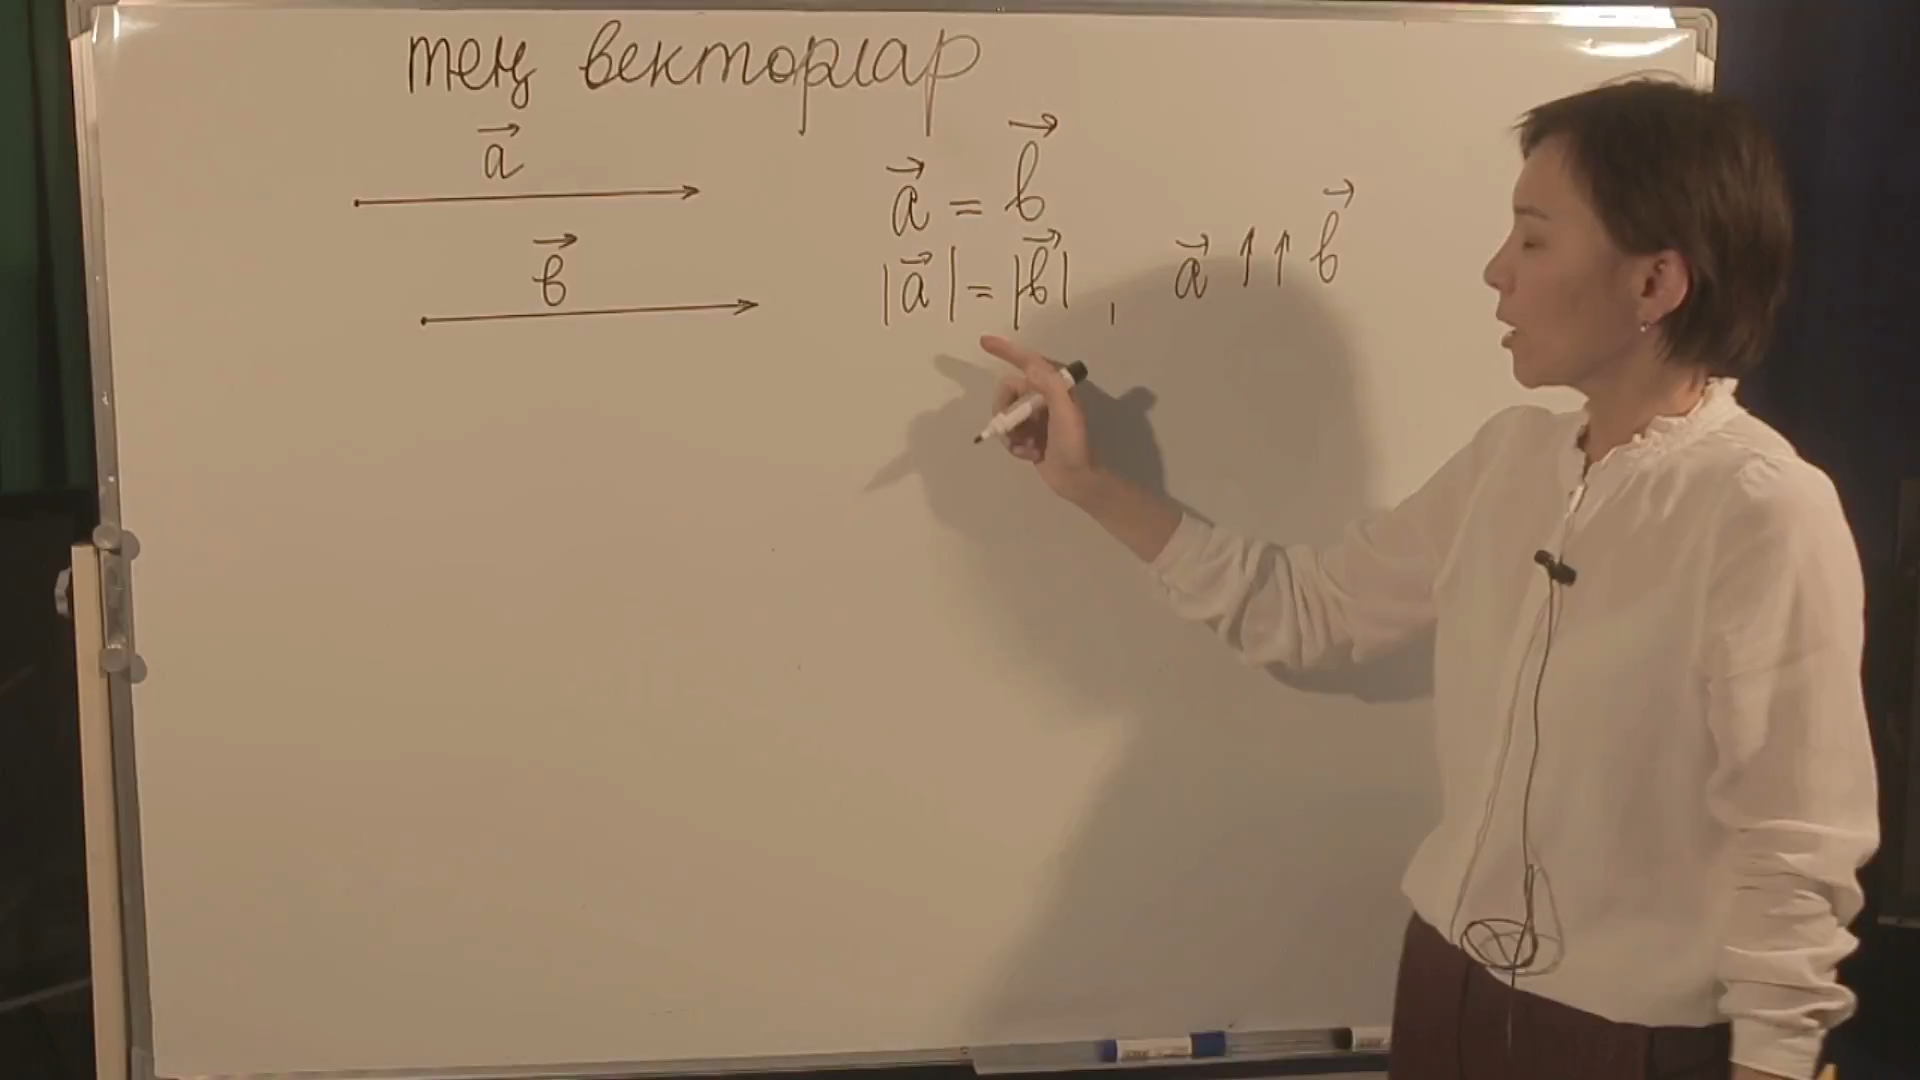 тең векторлар
a⃗
a⃗ = b⃗
b⃗
|a⃗| = |b⃗| , a⃗ ↑↑ b⃗